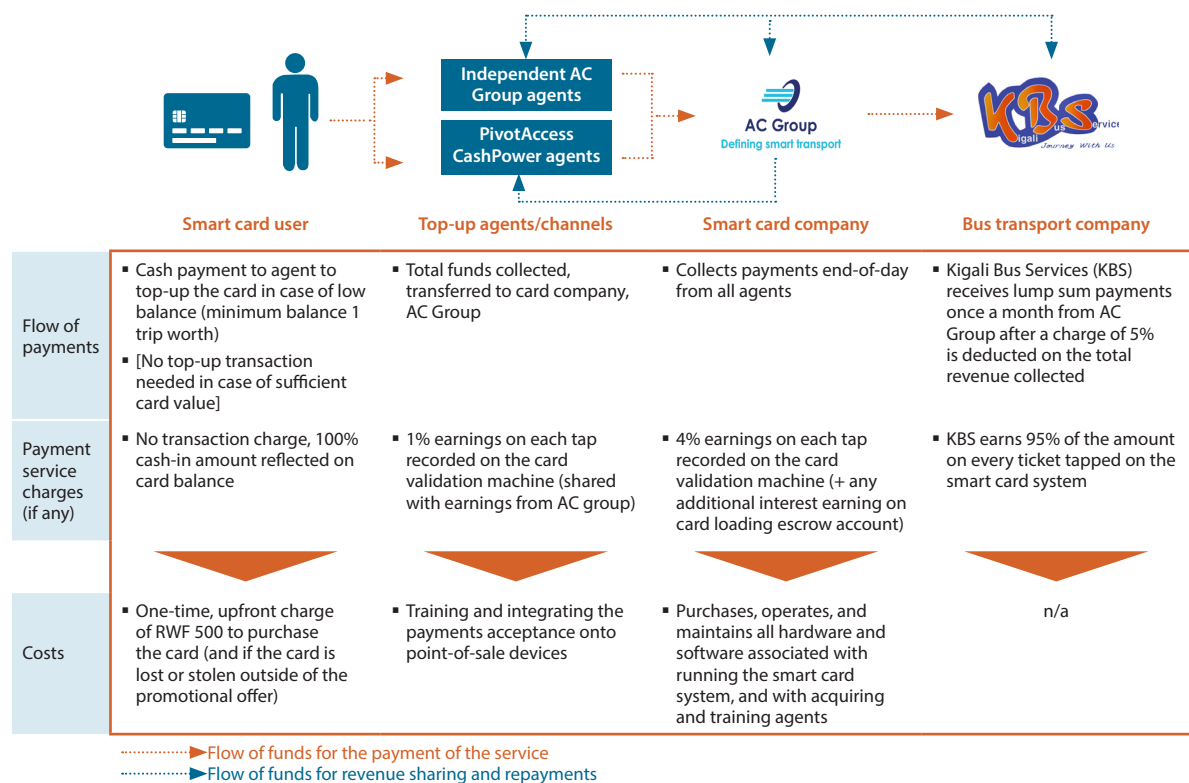 Independent AC
Group agents
PivotAccess
CashPower agents
AC Group
Defining smart transport
KBS
Kigali Bus Services
Journey With Us
Smart card user
Top-up agents/channels
Smart card company
Bus transport company
Flow of
payments
▪ Cash payment to agent to
top-up the card in case of low
balance (minimum balance 1
trip worth)
▪ [No top-up transaction
needed in case of sufficient
card value]
▪ Total funds collected,
transferred to card company,
AC Group
▪ Collects payments end-of-day
from all agents
▪ Kigali Bus Services (KBS)
receives lump sum payments
once a month from AC
Group after a charge of 5%
is deducted on the total
revenue collected
Payment
service
charges
(if any)
▪ No transaction charge, 100%
cash-in amount reflected on
card balance
▪ 1% earnings on each tap
recorded on the card
validation machine (shared
with earnings from AC group)
▪ 4% earnings on each tap
recorded on the card
validation machine (+ any
additional interest earning on
card loading escrow account)
▪ KBS earns 95% of the amount
on every ticket tapped on the
smart card system
Costs
▪ One-time, upfront charge
of RWF 500 to purchase
the card (and if the card is
lost or stolen outside of the
promotional offer)
▪ Training and integrating the
payments acceptance onto
point-of-sale devices
▪ Purchases, operates, and
maintains all hardware and
software associated with
running the smart card
system, and with acquiring
and training agents
n/a
Flow of funds for the payment of the service
Flow of funds for revenue sharing and repayments